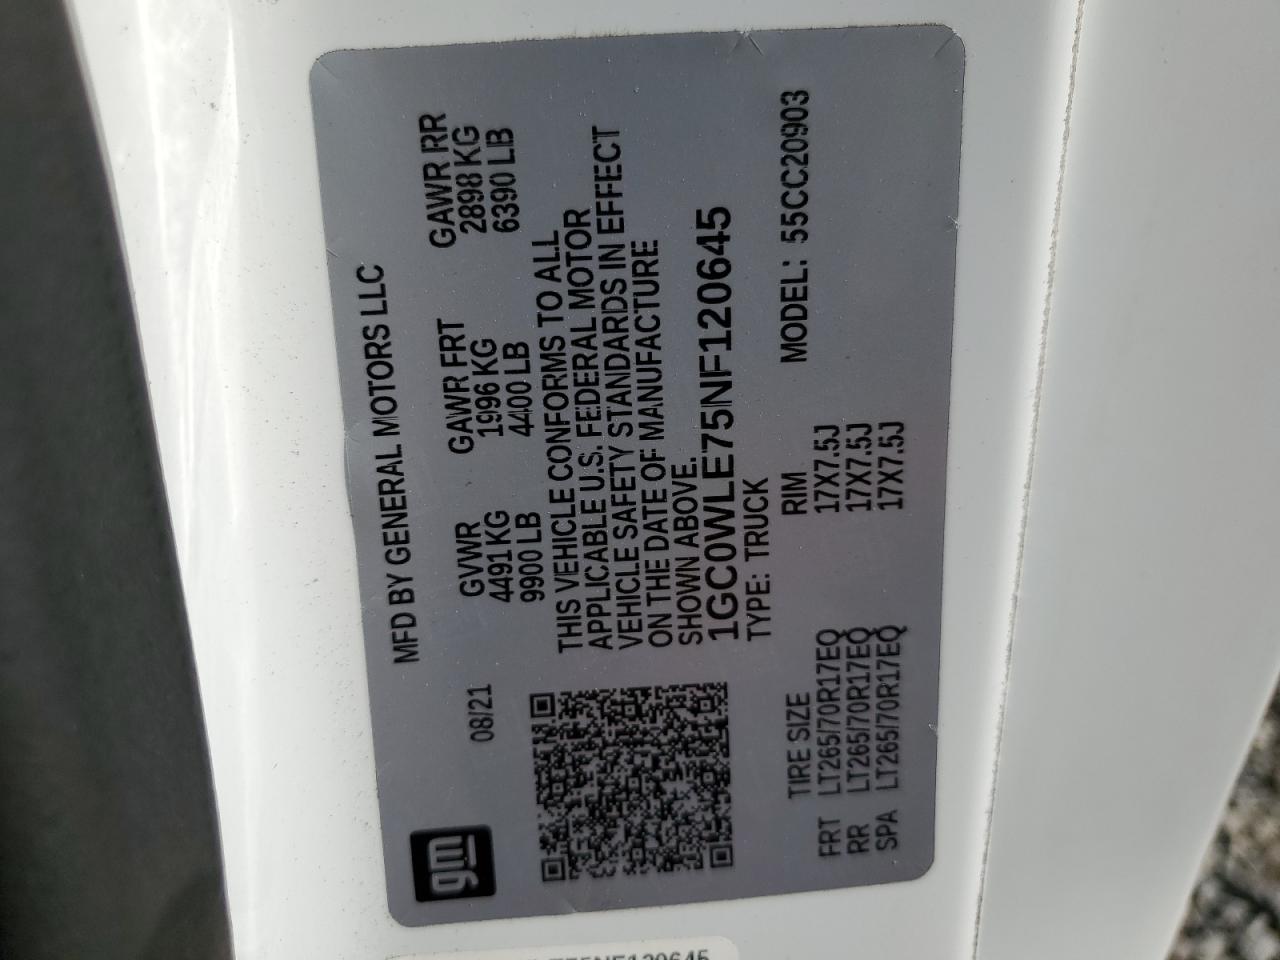 gm
MFD BY GENERAL MOTORS LLC
08/21
GVWR GAWR FRT GAWR RR
4491 KG 1996 KG 2898 KG
9900 LB 4400 LB 6390 LB
THIS VEHICLE CONFORMS TO ALL
APPLICABLE U.S. FEDERAL MOTOR
VEHICLE SAFETY STANDARDS IN EFFECT
ON THE DATE OF MANUFACTURE
SHOWN ABOVE.
1GC0WLE75NF120645
TYPE: TRUCK MODEL: 55CC20903
TIRE SIZE RIM
FRT LT265/70R17EQ 17X7.5J
RR LT265/70R17EQ 17X7.5J
SPA LT265/70R17EQ 17X7.5J